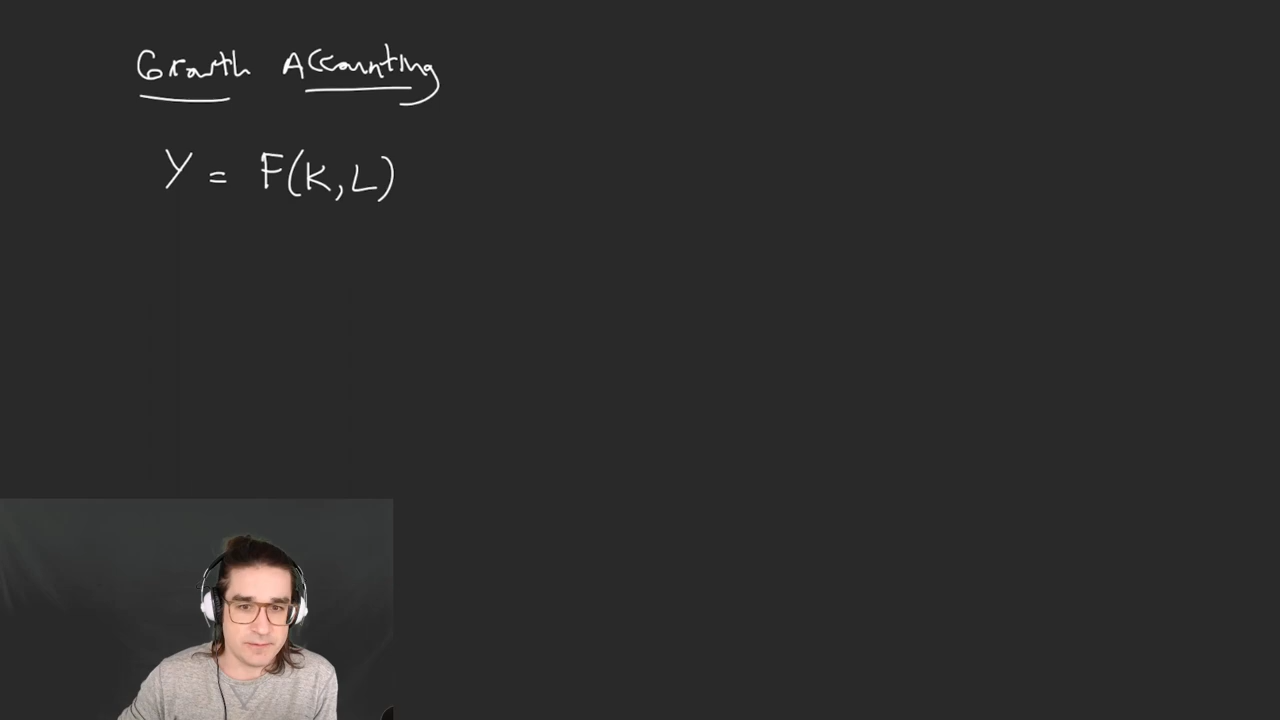 Growth Accounting
Y = F(K,L)